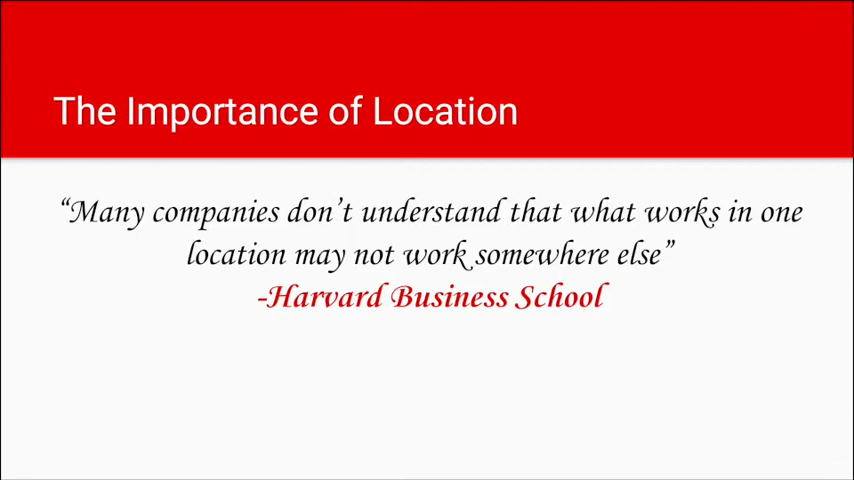 The Importance of Location
“Many companies don’t understand that what works in one
location may not work somewhere else”
-Harvard Business School